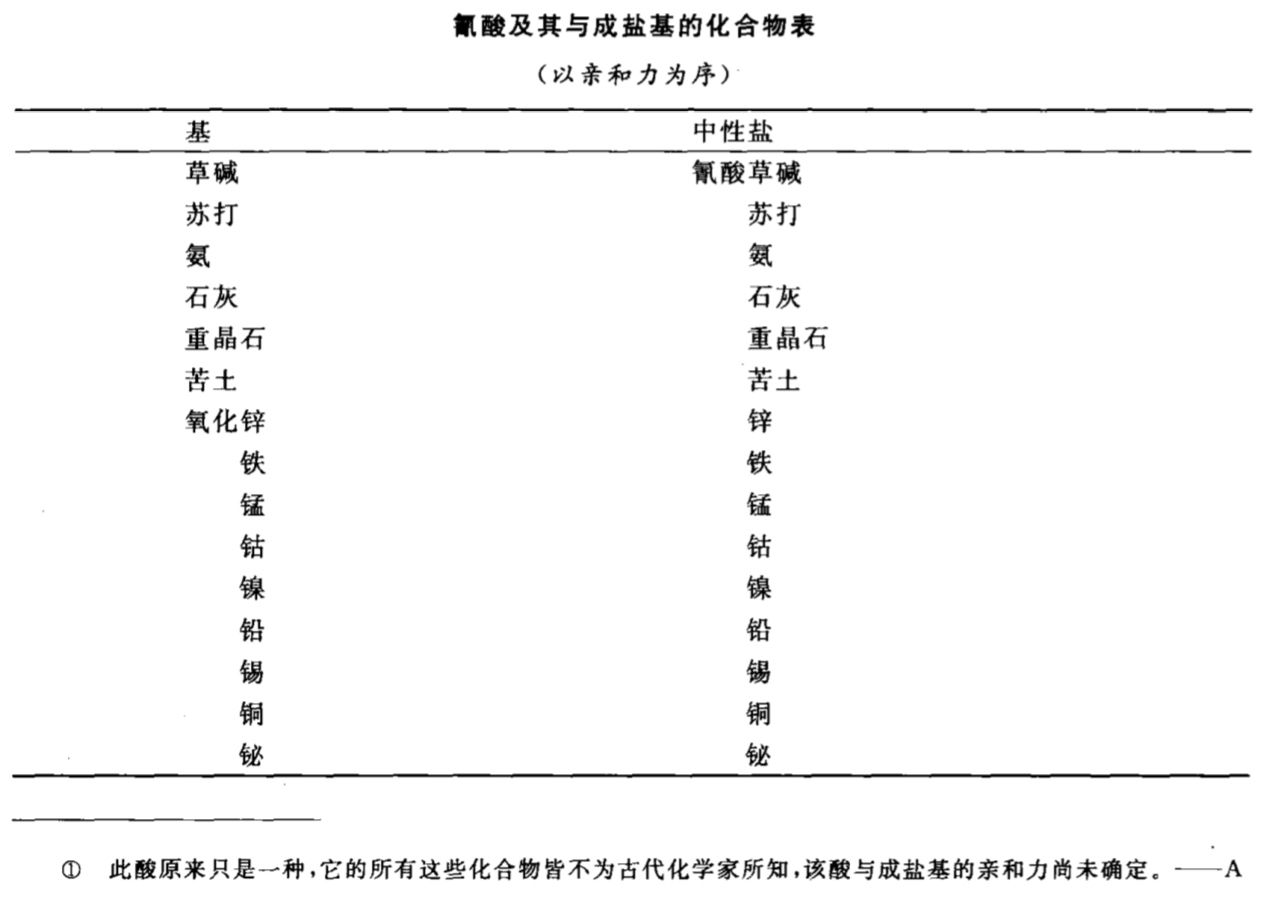 氰酸及其与成盐基的化合物表
(以亲和力为序)
基 中性盐
草碱 氰酸草碱
苏打 苏打
氨 氨
石灰 石灰
重晶石 重晶石
苦土 苦土
氧化锌 锌
铁 铁
锰 锰
钴 钴
镍 镍
铅 铅
锡 锡
铜 铜
铋 铋
① 此酸原来只是一种,它的所有这些化合物皆不为古代化学家所知,该酸与成盐基的亲和力尚未确定。——A